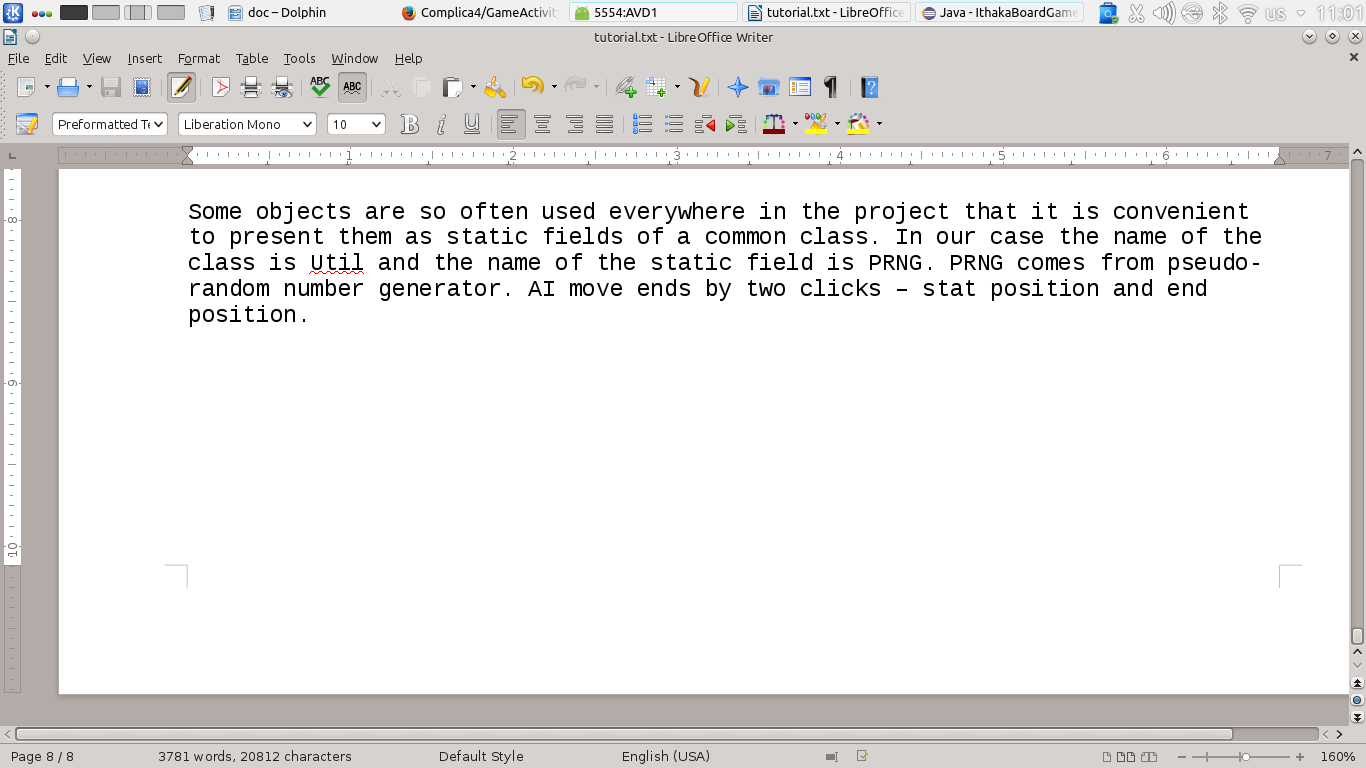 doc – Dolphin
Complica4/GameActivit
5554:AVD1
tutorial.txt - LibreOffice
Java - IthakaBoardGame
us
11:01
tutorial.txt - LibreOffice Writer
File Edit View Insert Format Table Tools Window Help
ABC ABC
Preformatted Te Liberation Mono 10
1 2 3 4 5 6 7
Some objects are so often used everywhere in the project that it is convenient
to present them as static fields of a common class. In our case the name of the
class is Util and the name of the static field is PRNG. PRNG comes from pseudo-
random number generator. AI move ends by two clicks – stat position and end
position.
8
9
10
Page 8 / 8 3781 words, 20812 characters Default Style English (USA) 160%